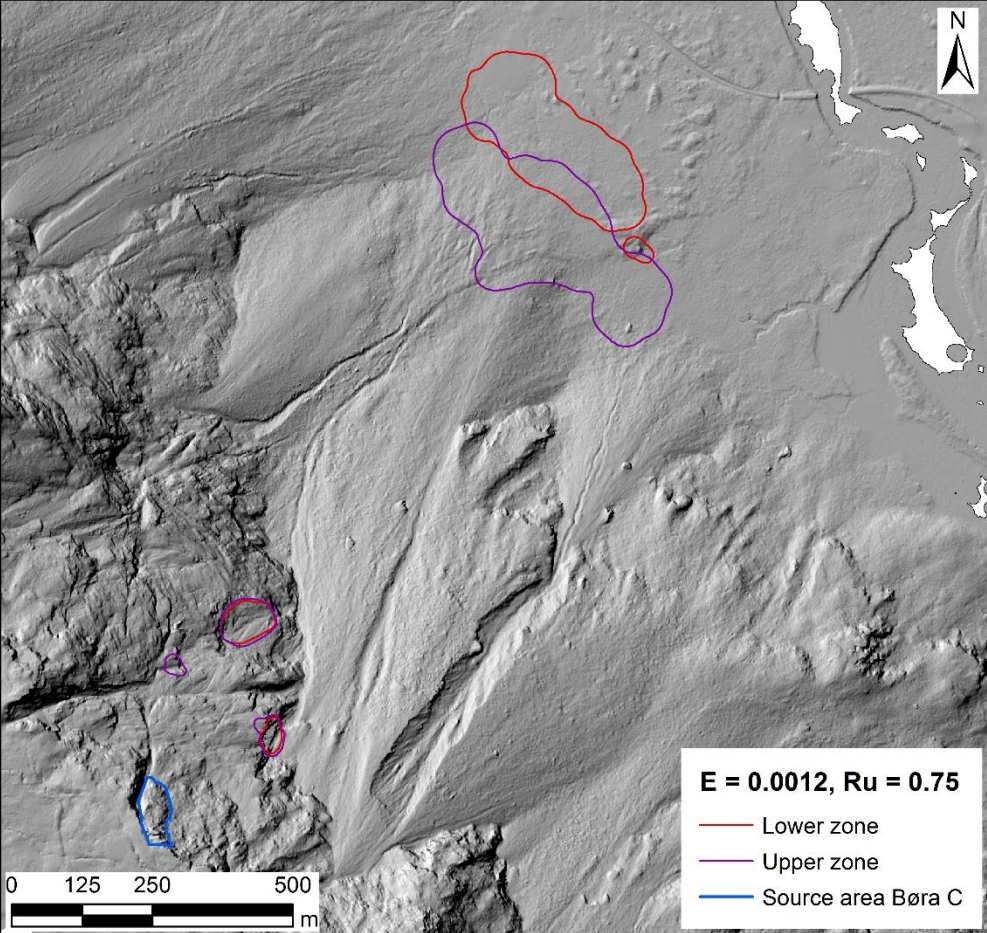 N
E = 0.0012, Ru = 0.75
Lower zone
Upper zone
Source area Børa C
0 125 250 500
m